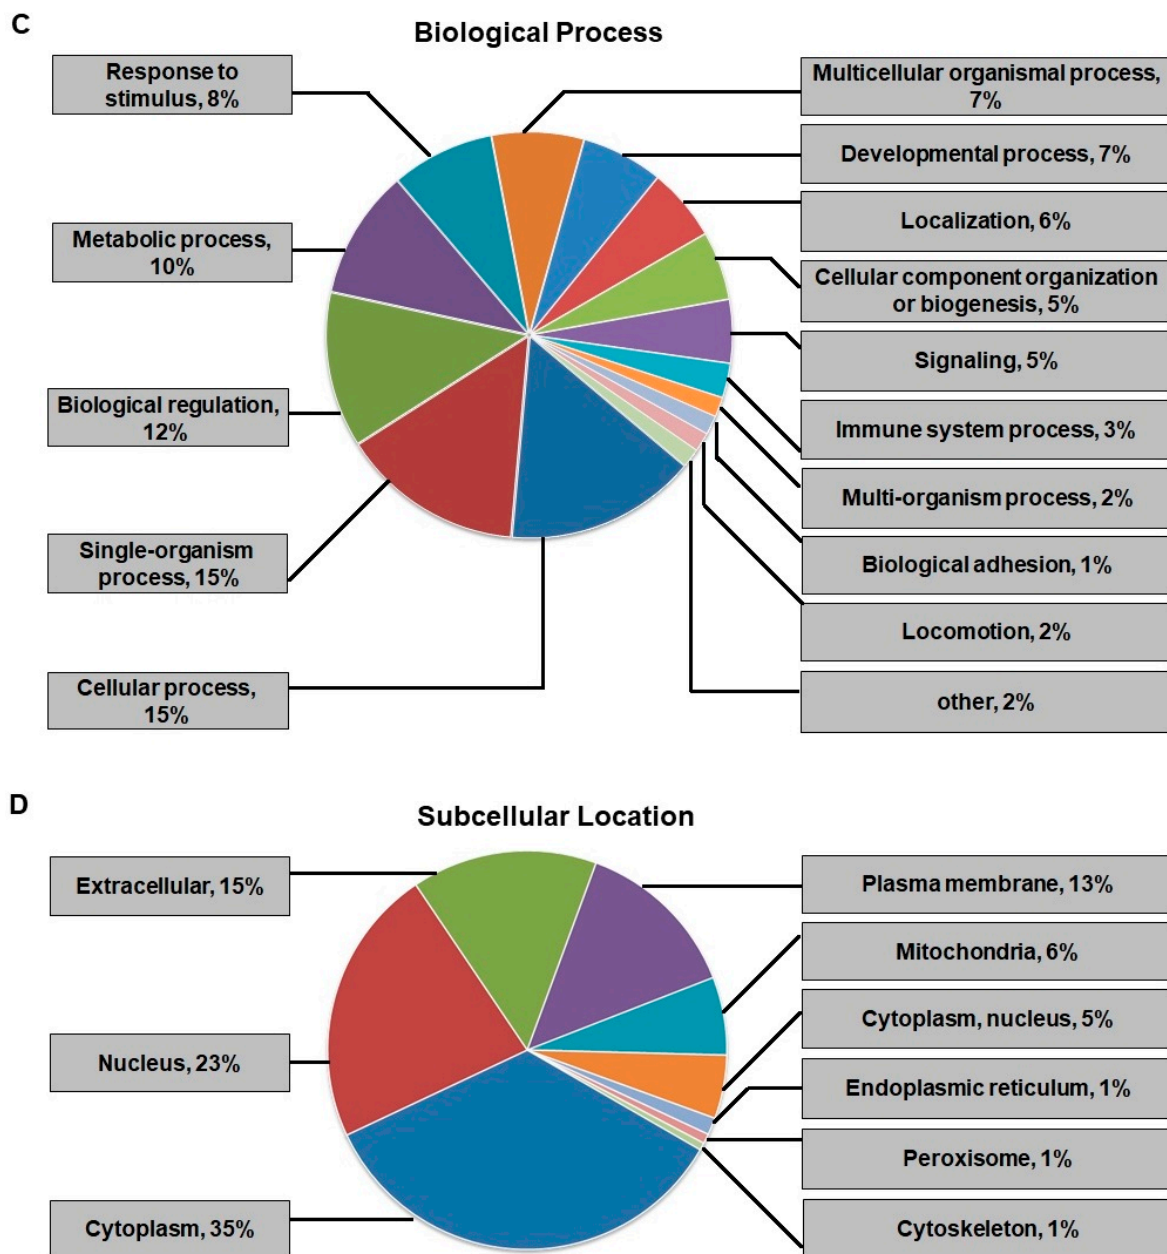 C
Biological Process
Response to
stimulus, 8%
Metabolic process,
10%
Biological regulation,
12%
Single-organism
process, 15%
Cellular process,
15%
Multicellular organismal process,
7%
Developmental process, 7%
Localization, 6%
Cellular component organization
or biogenesis, 5%
Signaling, 5%
Immune system process, 3%
Multi-organism process, 2%
Biological adhesion, 1%
Locomotion, 2%
other, 2%
D
Subcellular Location
Extracellular, 15%
Nucleus, 23%
Cytoplasm, 35%
Plasma membrane, 13%
Mitochondria, 6%
Cytoplasm, nucleus, 5%
Endoplasmic reticulum, 1%
Peroxisome, 1%
Cytoskeleton, 1%